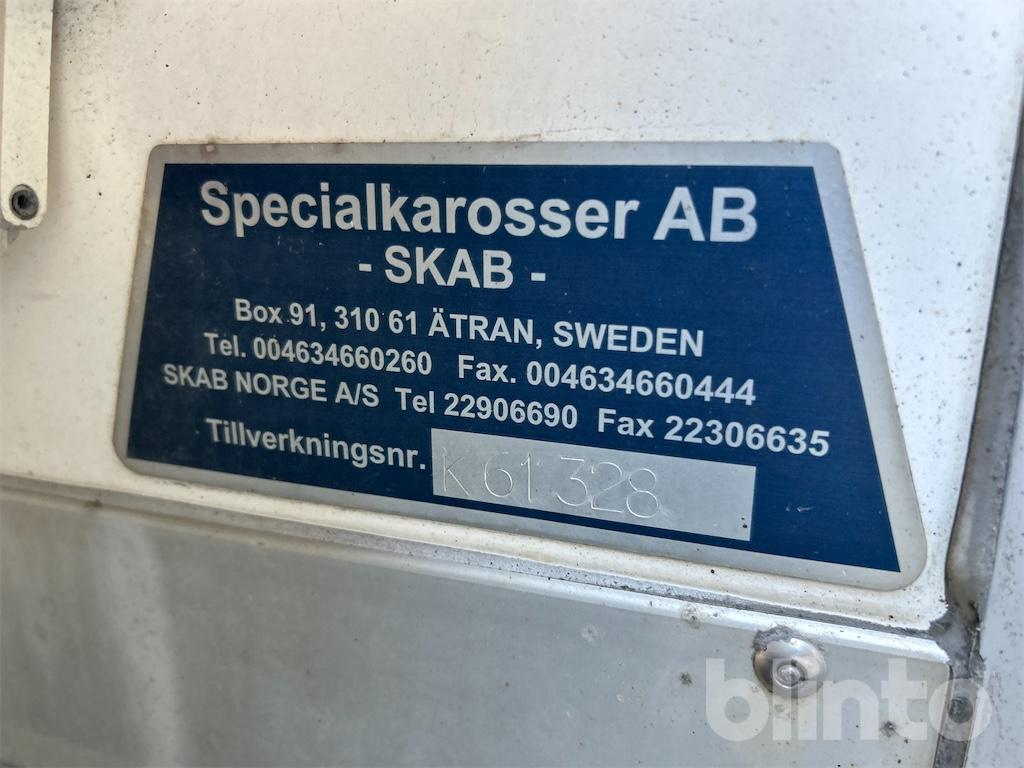 Specialkarosser AB
- SKAB -
Box 91, 310 61 ÄTRAN, SWEDEN
Tel. 004634660260 Fax. 004634660444
SKAB NORGE A/S Tel 22906690 Fax 22306635
Tillverkningsnr. K 61 328
blinto